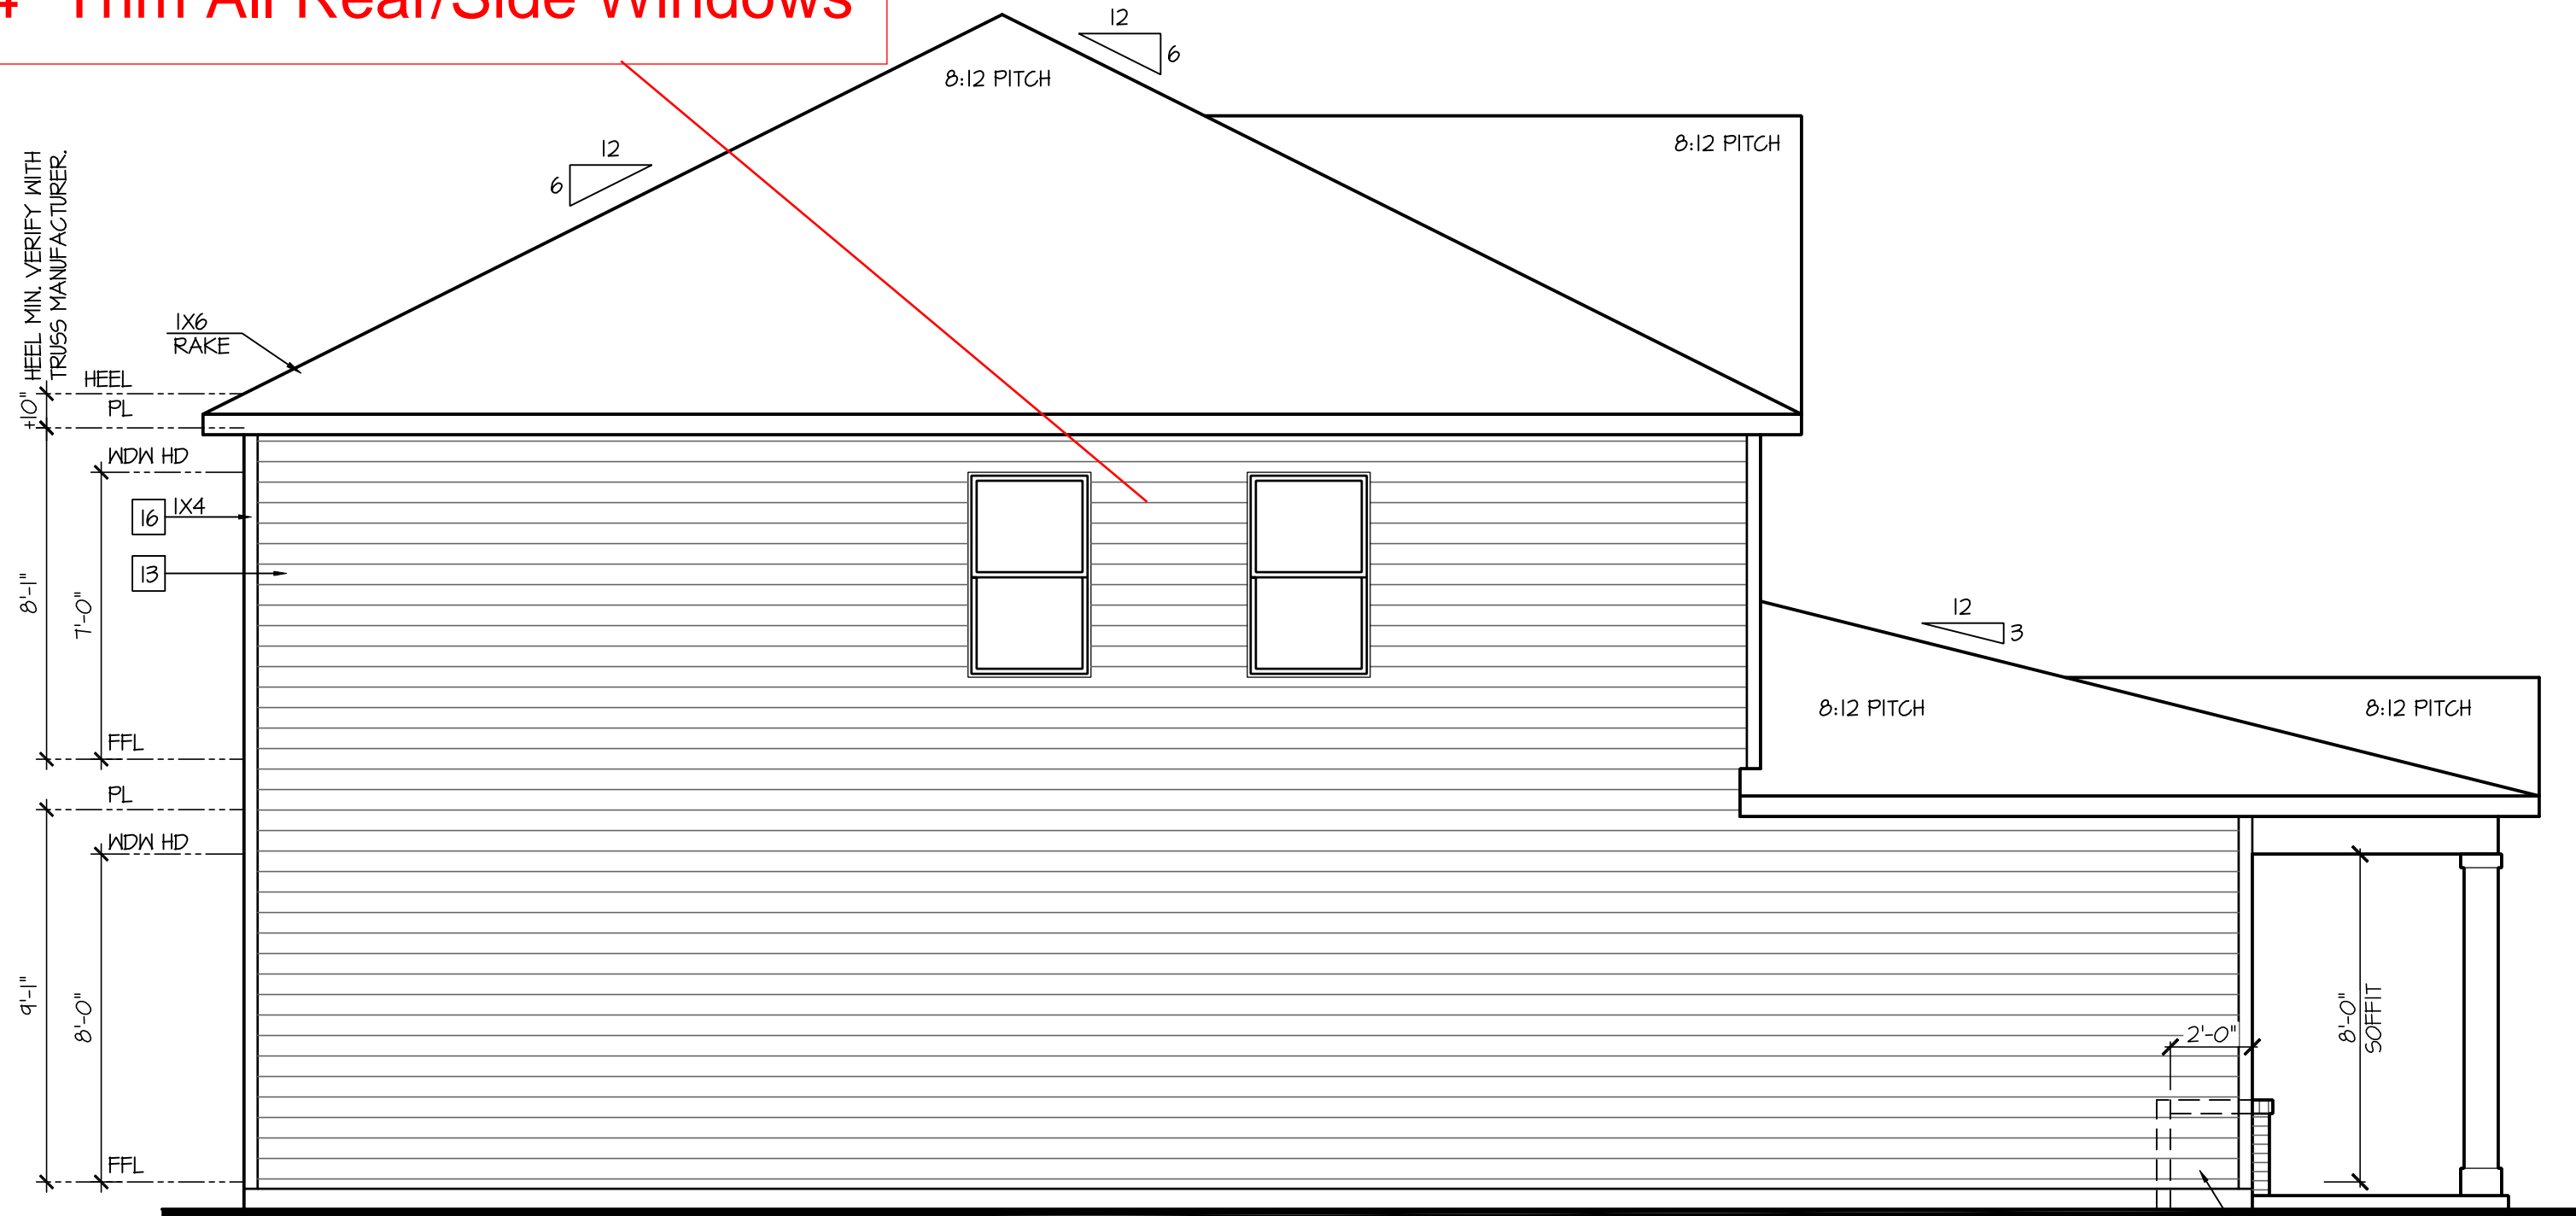 4" Trim All Rear/Side Windows
12
6
8:12 PITCH
8:12 PITCH
12
6
HEEL MIN. VERIFY WITH
TRUSS MANUFACTURER.
1X6
RAKE
HEEL
+10"
PL
WDW HD
16
1X4
13
8'-1"
7'-0"
12
3
8:12 PITCH
8:12 PITCH
FFL
PL
WDW HD
9'-1"
8'-0"
8'-0"
SOFFIT
2'-0"
FFL